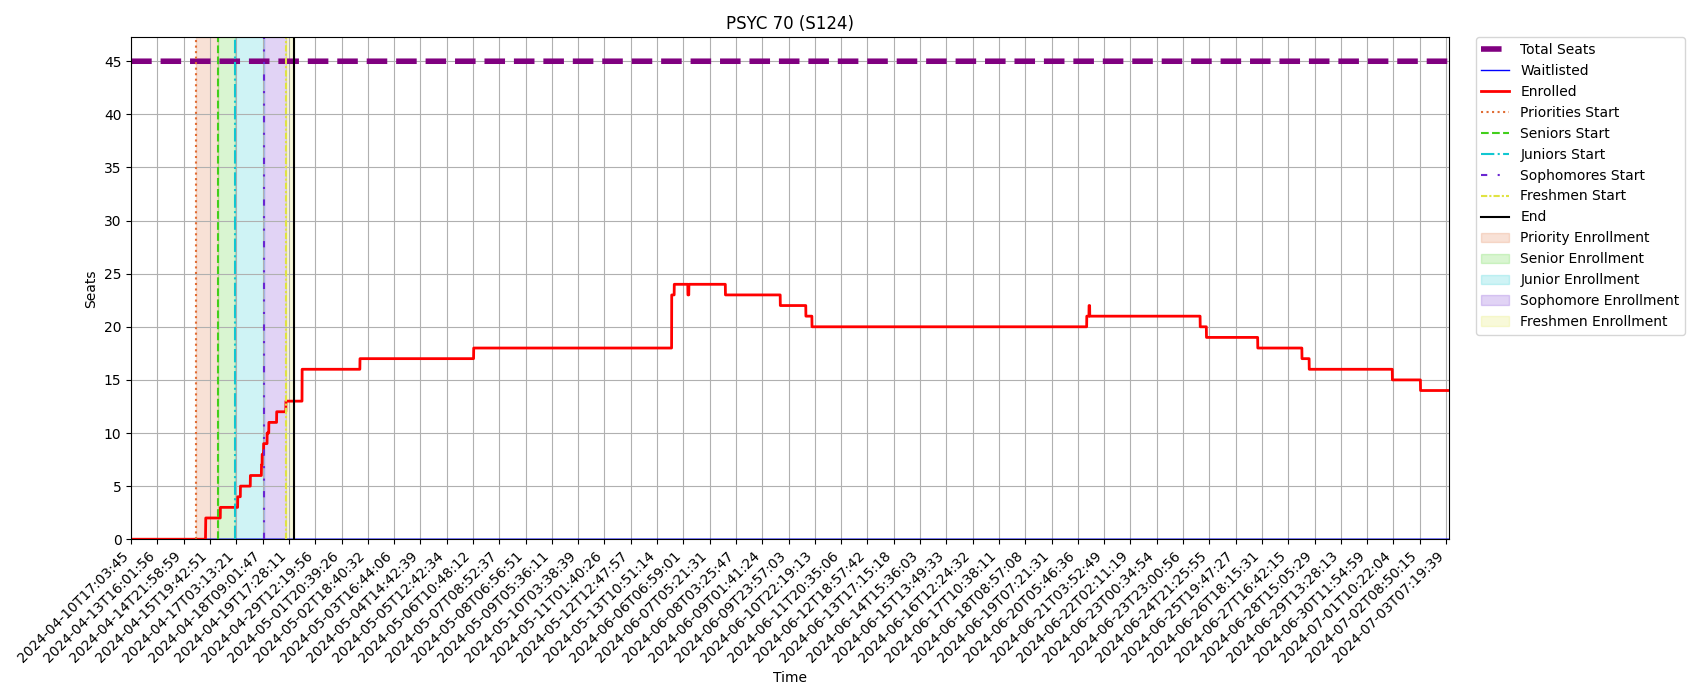 PSYC 70 (S124)
Seats
45
40
35
30
25
20
15
10
5
0
2024-04-10T17:03:45
2024-04-13T16:01:56
2024-04-14T21:58:59
2024-04-15T19:42:51
2024-04-17T03:13:21
2024-04-18T09:01:47
2024-04-19T17:28:11
2024-04-29T12:19:56
2024-05-01T20:39:26
2024-05-02T18:40:32
2024-05-03T16:44:06
2024-05-04T14:42:39
2024-05-05T12:42:34
2024-05-06T10:48:12
2024-05-07T08:52:37
2024-05-08T06:56:51
2024-05-09T05:36:11
2024-05-10T03:38:39
2024-05-11T01:40:26
2024-05-12T12:47:57
2024-05-13T10:51:14
2024-06-06T06:59:01
2024-06-07T05:21:31
2024-06-08T03:25:47
2024-06-09T01:41:24
2024-06-09T23:57:03
2024-06-10T22:19:13
2024-06-11T20:35:06
2024-06-12T18:57:42
2024-06-13T17:15:18
2024-06-14T15:36:03
2024-06-15T13:49:33
2024-06-16T12:24:32
2024-06-17T10:38:11
2024-06-18T08:57:08
2024-06-19T07:21:31
2024-06-20T05:46:36
2024-06-21T03:52:49
2024-06-22T02:11:19
2024-06-23T00:34:54
2024-06-23T23:00:56
2024-06-24T21:25:55
2024-06-25T19:47:27
2024-06-26T18:15:31
2024-06-27T16:42:15
2024-06-28T15:05:29
2024-06-29T13:28:13
2024-06-30T11:54:59
2024-07-01T10:22:04
2024-07-02T08:50:15
2024-07-03T07:19:39
Time
Total Seats
Waitlisted
Enrolled
Priorities Start
Seniors Start
Juniors Start
Sophomores Start
Freshmen Start
End
Priority Enrollment
Senior Enrollment
Junior Enrollment
Sophomore Enrollment
Freshmen Enrollment